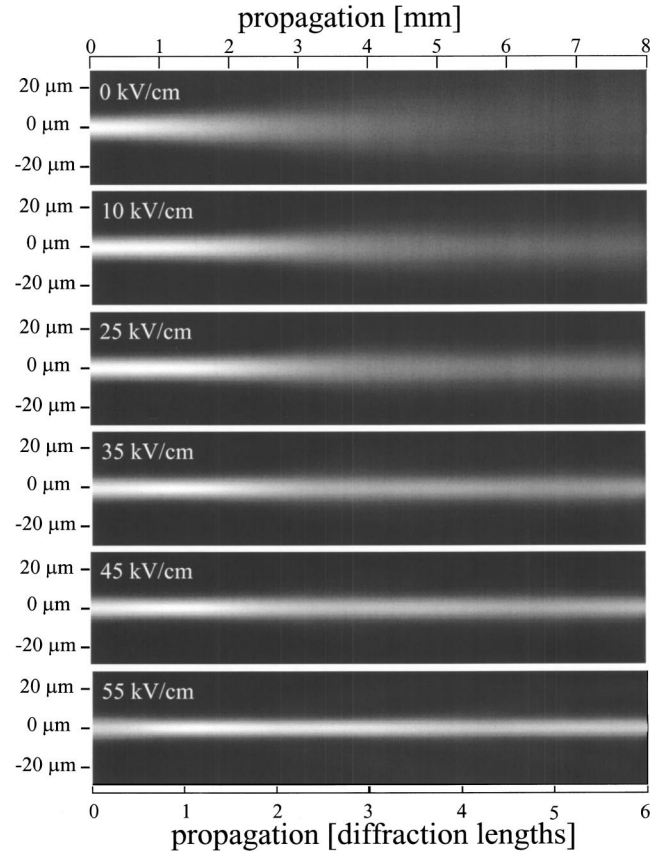 propagation [mm]
0 1 2 3 4 5 6 7 8
20 μm
0 kV/cm
0 μm
-20 μm
20 μm
10 kV/cm
0 μm
-20 μm
20 μm
25 kV/cm
0 μm
-20 μm
20 μm
35 kV/cm
0 μm
-20 μm
20 μm
45 kV/cm
0 μm
-20 μm
20 μm
55 kV/cm
0 μm
-20 μm
0 1 2 3 4 5 6
propagation [diffraction lengths]